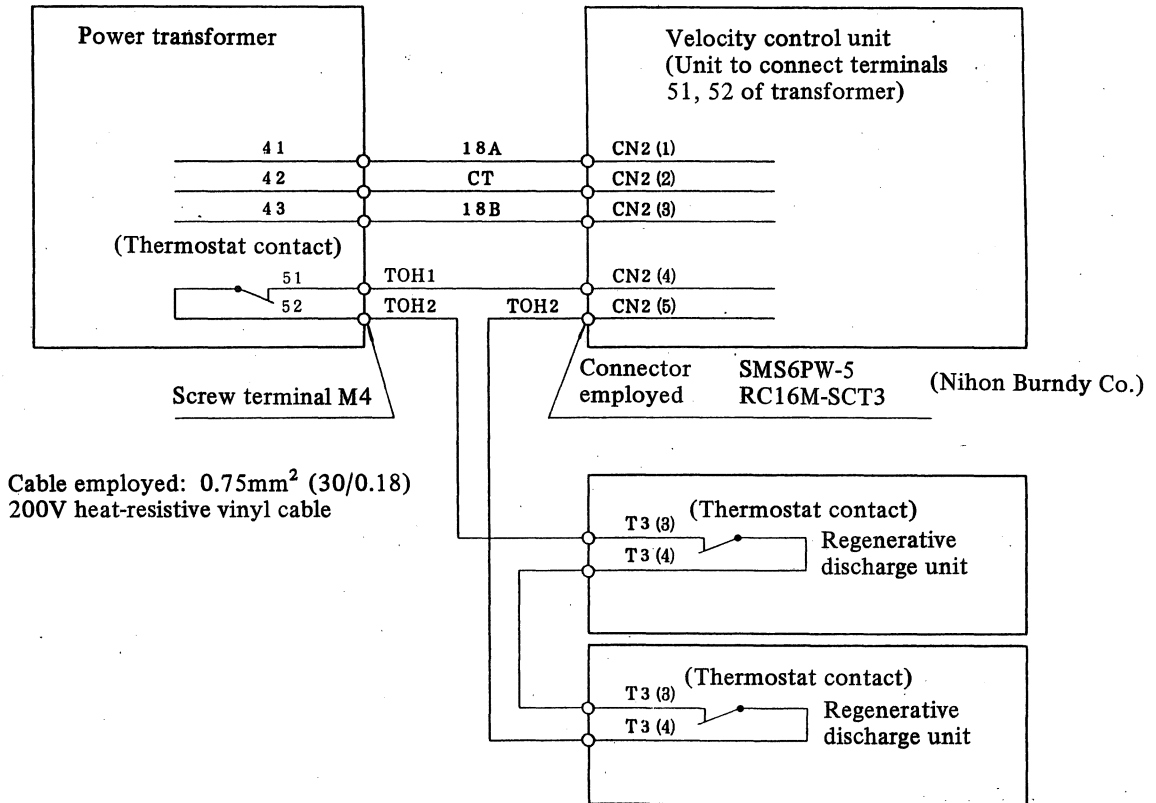 Power transformer
41
42
43
(Thermostat contact)
51
52
18A
CT
18B
TOH1
TOH2
TOH2
Velocity control unit
(Unit to connect terminals
51, 52 of transformer)
CN2 (1)
CN2 (2)
CN2 (3)
CN2 (4)
CN2 (5)
Screw terminal M4
Connector SMS6PW-5
employed RC16M-SCT3
(Nihon Burndy Co.)
Cable employed: 0.75mm² (30/0.18)
200V heat-resistive vinyl cable
(Thermostat contact)
T3 (3)
T3 (4)
Regenerative
discharge unit
(Thermostat contact)
T3 (3)
T3 (4)
Regenerative
discharge unit